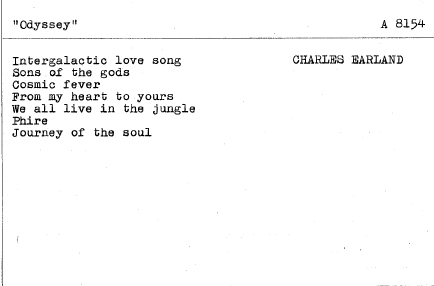 "Odyssey" A 8154
Intergalactic love song CHARLES EARLAND
Sons of the gods
Cosmic fever
From my heart to yours
We all live in the jungle
Phire
Journey of the soul